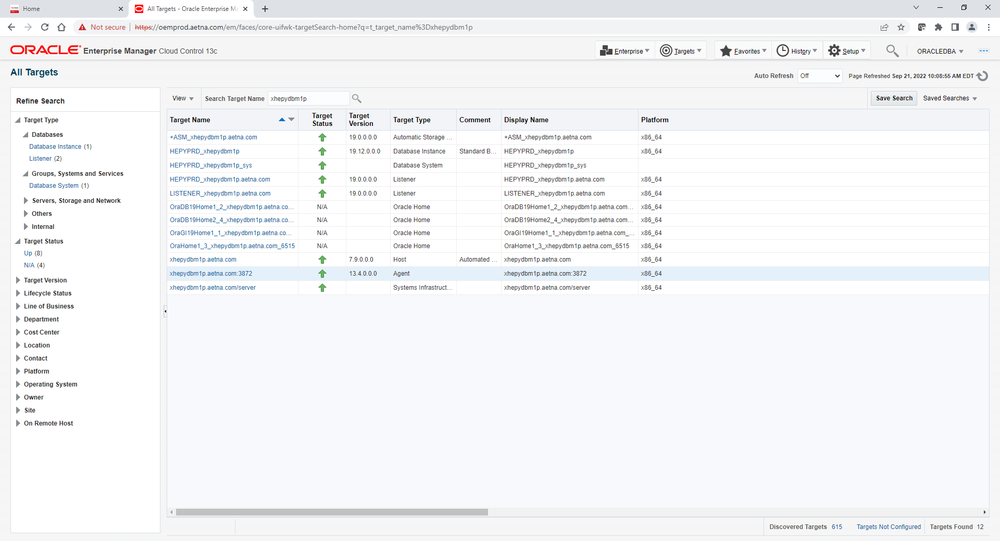 Home
All Targets - Oracle Enterprise Ma
Not secure
https://oemprod.aetna.com/em/faces/core-uifwk-targetSearch-home?q=t_target_name%3Dxhepydbm1p
ORACLE Enterprise Manager Cloud Control 13c
Enterprise
Targets
Favorites
History
Setup
ORACLEDBA
All Targets
Auto Refresh
Off
Page Refreshed Sep 21, 2022 10:08:55 AM EDT
Refine Search
Target Type
Databases
Database Instance (1)
Listener (2)
Groups, Systems and Services
Database System (1)
Servers, Storage and Network
Others
Internal
Target Status
Up (8)
N/A (4)
Target Version
Lifecycle Status
Line of Business
Department
Cost Center
Location
Contact
Platform
Operating System
Owner
Site
On Remote Host
View
Search Target Name xhepydbm1p
Save Search
Saved Searches
Target Name Target Status Target Version Target Type Comment Display Name Platform
+ASM_xhepydbm1p.aetna.com 19.0.0.0.0 Automatic Storage ... +ASM_xhepydbm1p.aetna.com x86_64
HEPYPRD_xhepydbm1p 19.12.0.0.0 Database Instance Standard B... HEPYPRD_xhepydbm1p x86_64
HEPYPRD_xhepydbm1p_sys Database System HEPYPRD_xhepydbm1p_sys
HEPYPRD_xhepydbm1p.aetna.com 19.0.0.0.0 Listener HEPYPRD_xhepydbm1p.aetna.com x86_64
LISTENER_xhepydbm1p.aetna.com 19.0.0.0.0 Listener LISTENER_xhepydbm1p.aetna.com x86_64
OraDB19Home1_2_xhepydbm1p.aetna.co... N/A Oracle Home OraDB19Home1_2_xhepydbm1p.aetna.com... x86_64
OraDB19Home2_4_xhepydbm1p.aetna.co... N/A Oracle Home OraDB19Home2_4_xhepydbm1p.aetna.com... x86_64
OraGI19Home1_1_xhepydbm1p.aetna.co... N/A Oracle Home OraGI19Home1_1_xhepydbm1p.aetna.com_... x86_64
OraHome1_3_xhepydbm1p.aetna.com_6515 N/A Oracle Home OraHome1_3_xhepydbm1p.aetna.com_6515 x86_64
xhepydbm1p.aetna.com 7.9.0.0.0 Host Automated ... xhepydbm1p.aetna.com x86_64
xhepydbm1p.aetna.com:3872 13.4.0.0.0 Agent xhepydbm1p.aetna.com:3872 x86_64
xhepydbm1p.aetna.com/server Systems Infrastruct... xhepydbm1p.aetna.com/server x86_64
Discovered Targets 615
Targets Not Configured
Targets Found 12